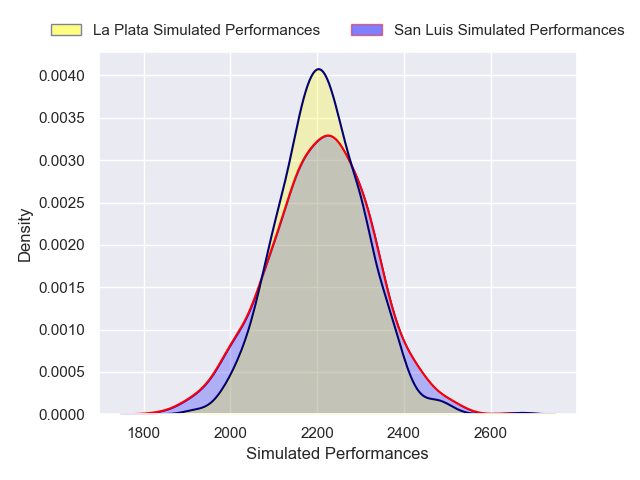 La Plata Simulated Performances San Luis Simulated Performances
0.0040
0.0035
0.0030
0.0025
0.0020
0.0015
0.0010
0.0005
0.0000
Density
1800 2000 2200 2400 2600
Simulated Performances